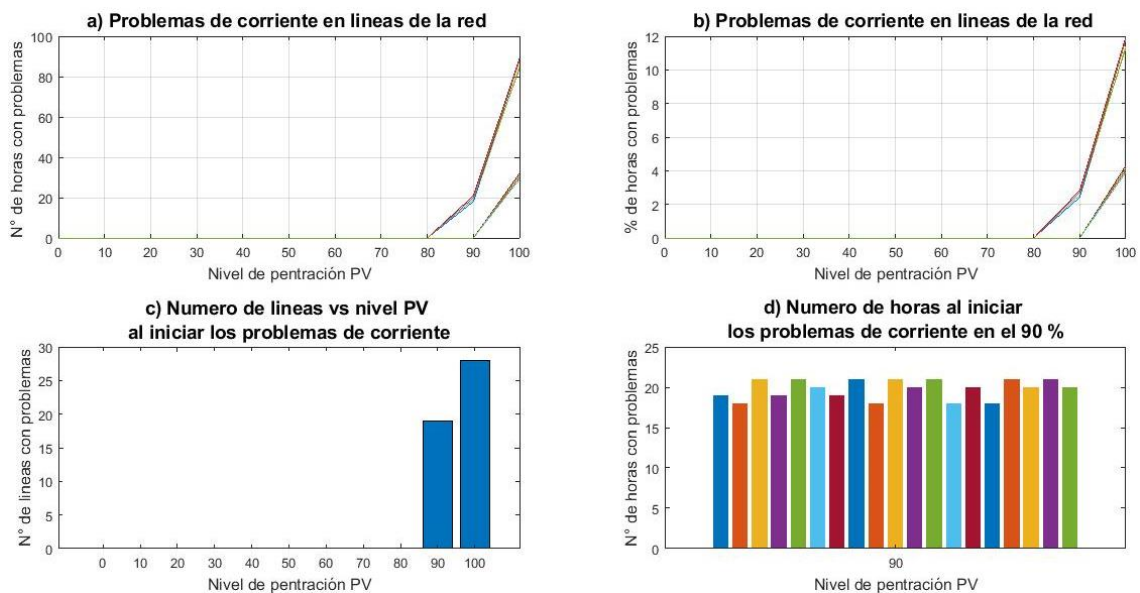 a) Problemas de corriente en lineas de la red
N° de horas con problemas
100
80
60
40
20
0
0 10 20 30 40 50 60 70 80 90 100
Nivel de pentración PV
b) Problemas de corriente en lineas de la red
% de horas con problemas
12
10
8
6
4
2
0
0 10 20 30 40 50 60 70 80 90 100
Nivel de pentración PV
c) Numero de lineas vs nivel PV
al iniciar los problemas de corriente
N° de lineas con problemas
30
25
20
15
10
5
0
0 10 20 30 40 50 60 70 80 90 100
Nivel de pentración PV
d) Numero de horas al iniciar
los problemas de corriente en el 90 %
N° de horas con problemas
25
20
15
10
5
0
90
Nivel de pentración PV